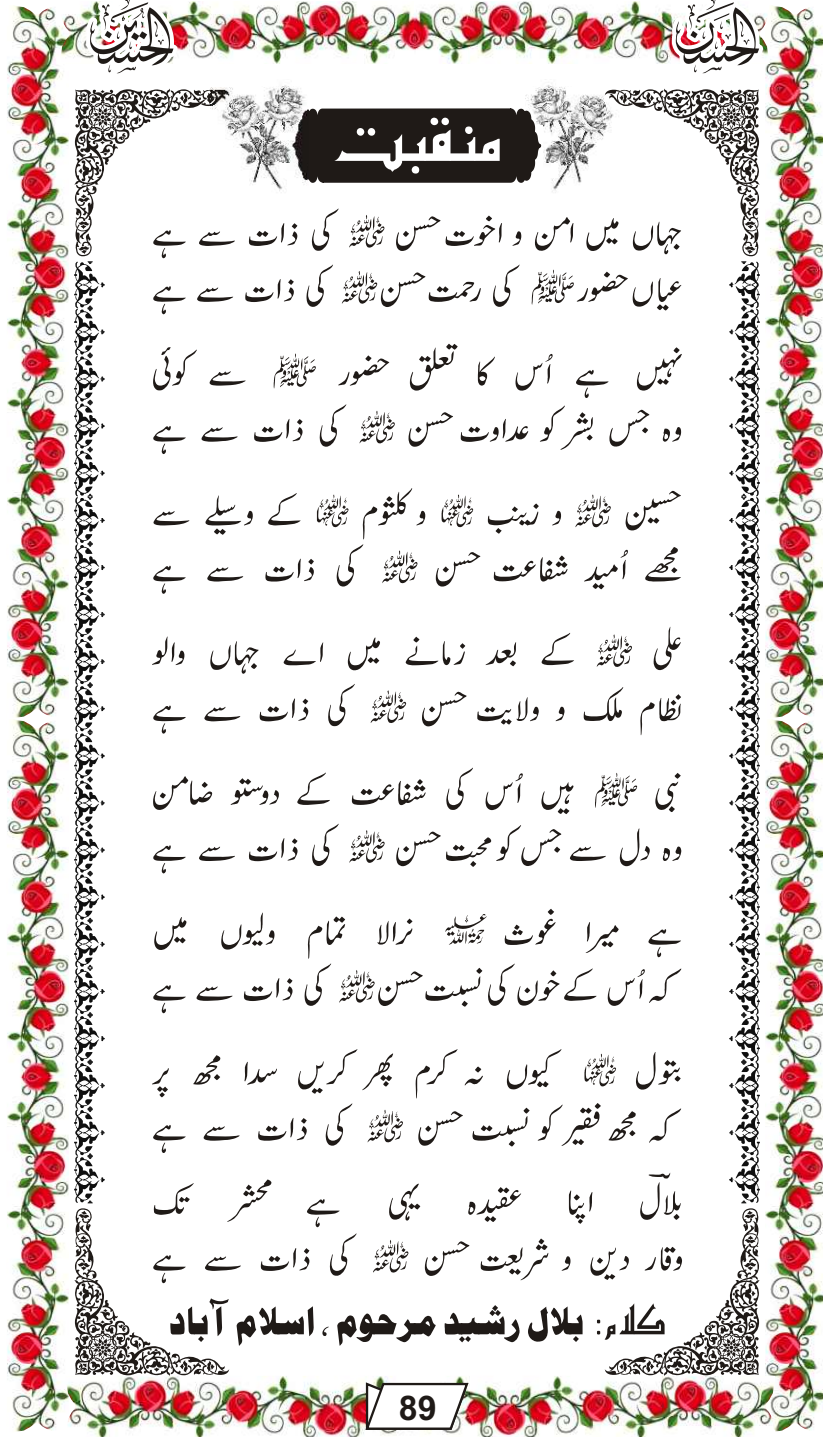 الحسین
الحسن
منقبت
جہاں میں امن و اخوت حسن رضی اللہ عنہ کی ذات سے ہے
عیاں حضور ﷺ کی رحمت حسن رضی اللہ عنہ کی ذات سے ہے
نہیں ہے اُس کا تعلق حضور ﷺ سے کوئی
وہ جس بشر کو عداوت حسن رضی اللہ عنہ کی ذات سے ہے
حسین رضی اللہ عنہ و زینب رضی اللہ عنہا و کلثوم رضی اللہ عنہا کے وسیلے سے
مجھے اُمید شفاعت حسن رضی اللہ عنہ کی ذات سے ہے
علی رضی اللہ عنہ کے بعد زمانے میں اے جہاں والو
نظام ملک و ولایت حسن رضی اللہ عنہ کی ذات سے ہے
نبی ﷺ ہیں اُس کی شفاعت کے دوستو ضامن
وہ دل سے جس کو محبت حسن رضی اللہ عنہ کی ذات سے ہے
ہے میرا غوث رحمۃ اللہ علیہ نرالا تمام ولیوں میں
کہ اُس کے خون کی نسبت حسن رضی اللہ عنہ کی ذات سے ہے
بتول رضی اللہ عنہا کیوں نہ کرم پھر کریں سدا مجھ پر
کہ مجھ فقیر کو نسبت حسن رضی اللہ عنہ کی ذات سے ہے
بلالؔ اپنا عقیدہ یہی ہے محشر تک
وقار دین و شریعت حسن رضی اللہ عنہ کی ذات سے ہے
کلام: بلال رشید مرحوم، اسلام آباد
89